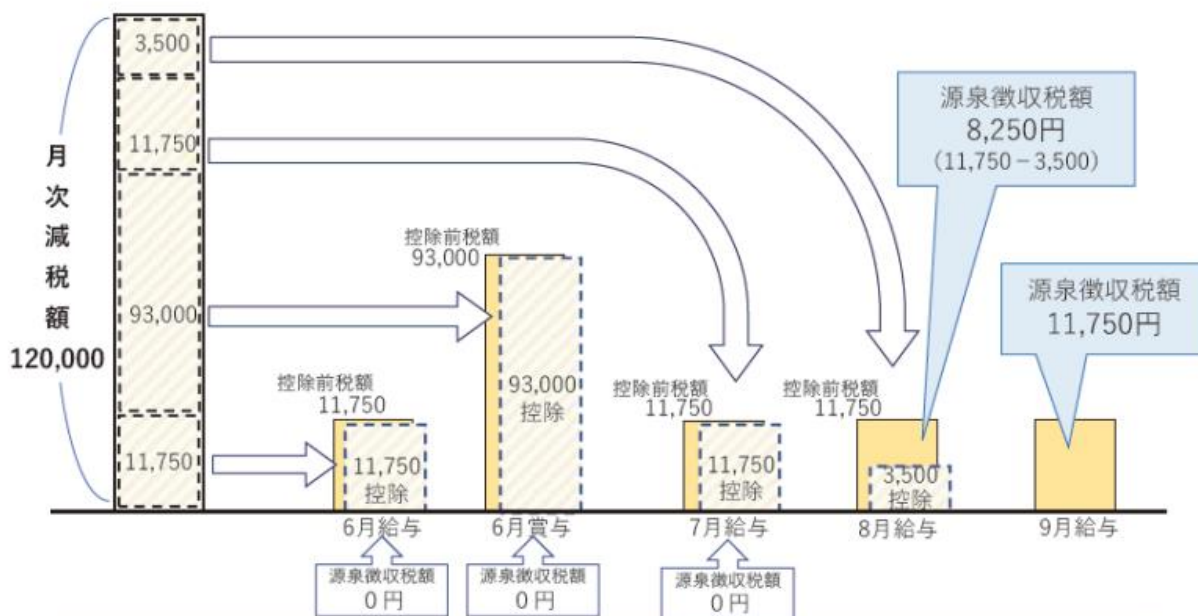 月次減税額
120,000
3,500
11,750
93,000
11,750
控除前税額
11,750
11,750
控除
6月給与
源泉徴収税額
0円
控除前税額
93,000
93,000
控除
6月賞与
源泉徴収税額
0円
控除前税額
11,750
11,750
控除
7月給与
源泉徴収税額
0円
控除前税額
11,750
3,500
控除
8月給与
源泉徴収税額
8,250円
（11,750－3,500）
源泉徴収税額
11,750円
9月給与